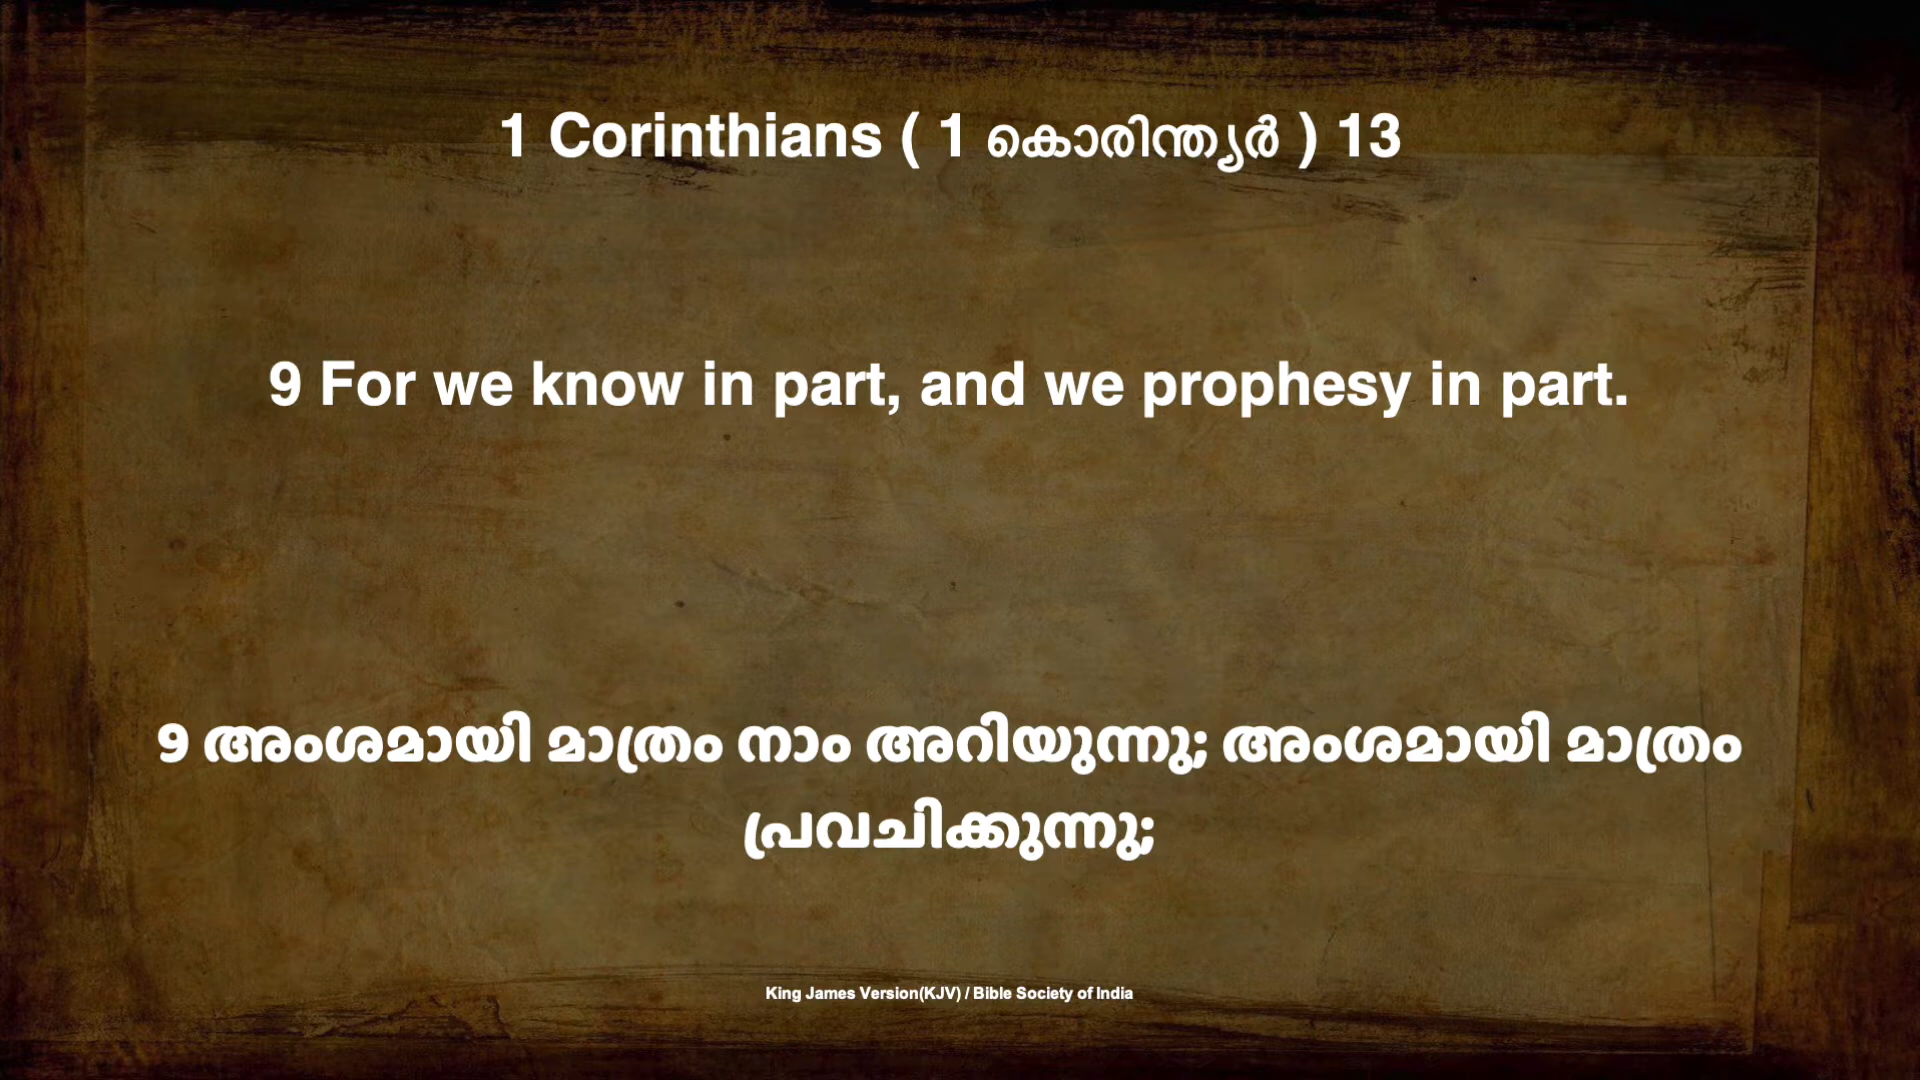 1 Corinthians ( 1 കൊരിന്ത്യർ ) 13
9 For we know in part, and we prophesy in part.
9 അംശമായി മാത്രം നാം അറിയുന്നു; അംശമായി മാത്രം
പ്രവചിക്കുന്നു;
King James Version(KJV) / Bible Society of India